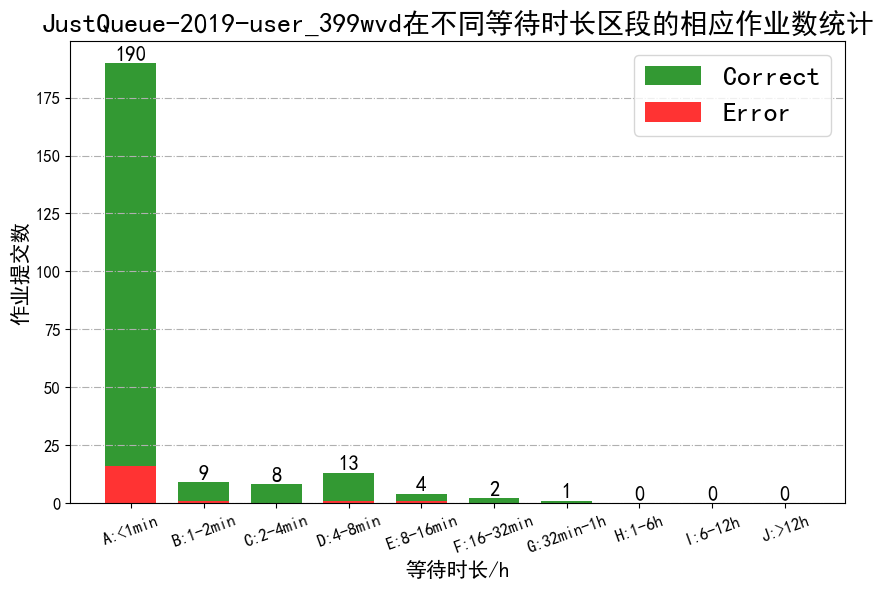 JustQueue-2019-user_399wvd在不同等待时长区段的相应作业数统计
190
Correct
Error
175
150
125
100
75
50
25
0
作业提交数
9
8
13
4
2
1
0
0
0
A:<1min
B:1-2min
C:2-4min
D:4-8min
E:8-16min
F:16-32min
G:32min-1h
H:1-6h
I:6-12h
J:>12h
等待时长/h